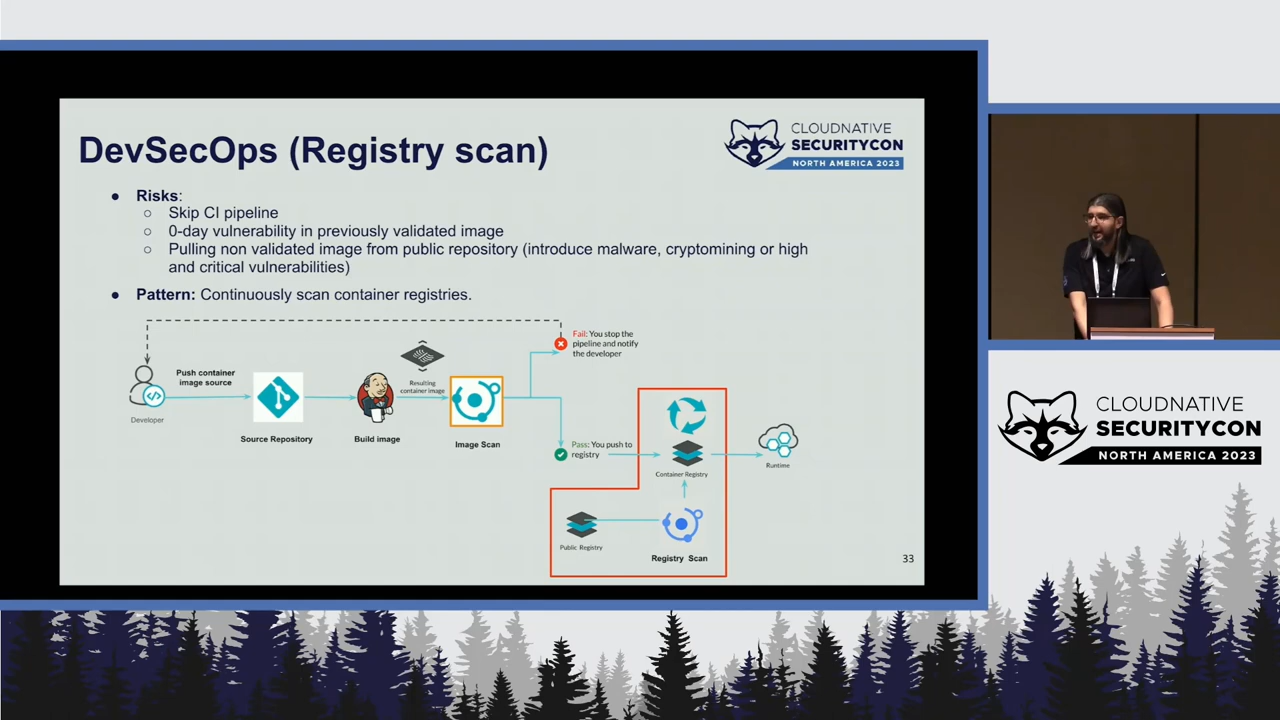 DevSecOps (Registry scan)
CLOUDNATIVE
SECURITYCON
NORTH AMERICA 2023
● Risks:
○ Skip CI pipeline
○ 0-day vulnerability in previously validated image
○ Pulling non validated image from public repository (introduce malware, cryptomining or high
and critical vulnerabilities)
● Pattern: Continuously scan container registries.
Fail: You stop the
pipeline and notify
the developer
Push container
image source
Resulting
container image
Developer
Source Repository
Build image
Image Scan
Pass: You push to
registry
Container Registry
Runtime
Public Registry
Registry Scan
33
CLOUDNATIVE
SECURITYCON
NORTH AMERICA 2023